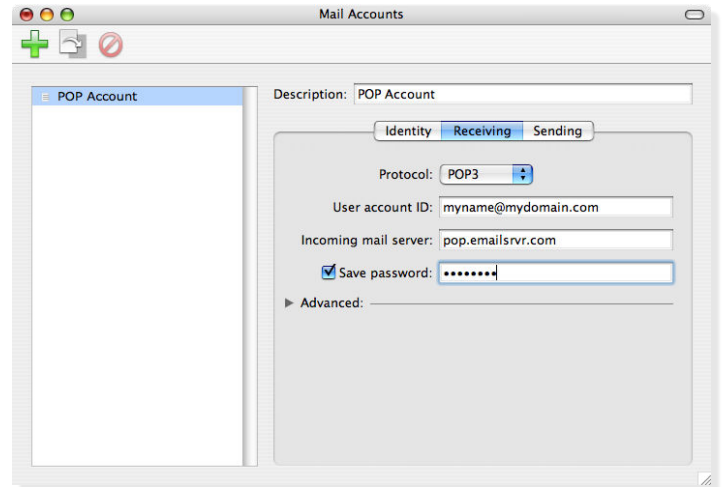 Mail Accounts
POP Account
Description: POP Account
Identity Receiving Sending
Protocol: POP3
User account ID: myname@mydomain.com
Incoming mail server: pop.emailsrvr.com
Save password: ••••••••
Advanced: